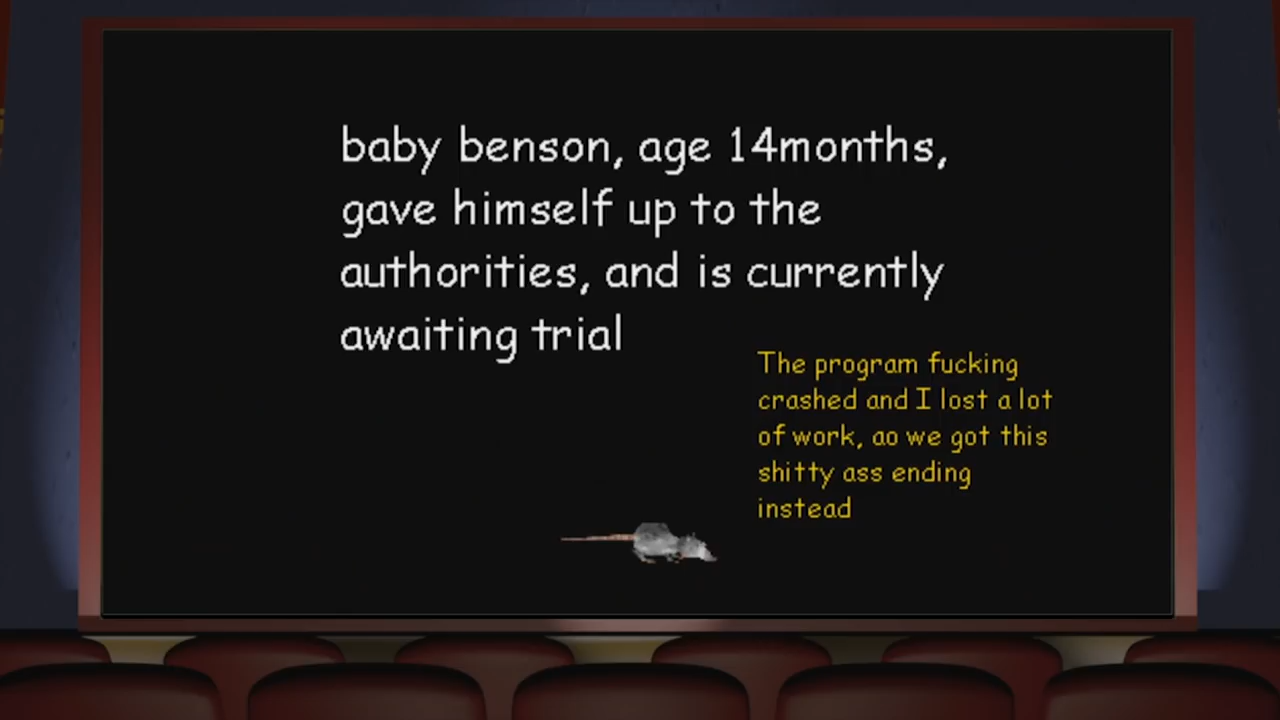 baby benson, age 14months,
gave himself up to the
authorities, and is currently
awaiting trial
The program fucking
crashed and I lost a lot
of work, ao we got this
shitty ass ending
instead